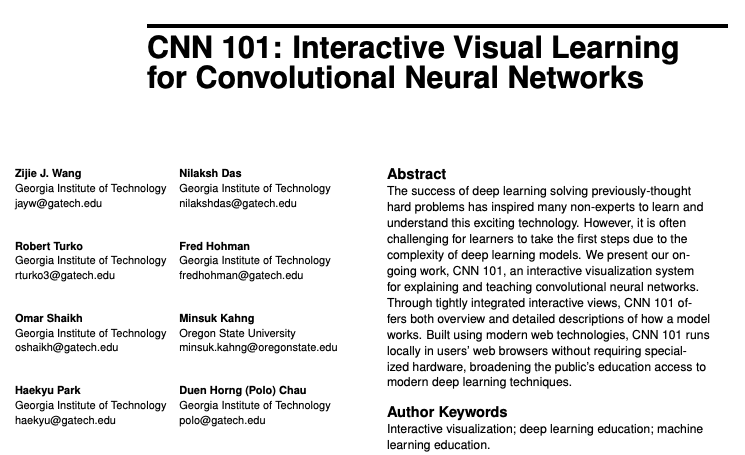 CNN 101: Interactive Visual Learning
for Convolutional Neural Networks
Zijie J. Wang
Georgia Institute of Technology
jayw@gatech.edu
Nilaksh Das
Georgia Institute of Technology
nilakshdas@gatech.edu
Robert Turko
Georgia Institute of Technology
rturko3@gatech.edu
Fred Hohman
Georgia Institute of Technology
fredhohman@gatech.edu
Omar Shaikh
Georgia Institute of Technology
oshaikh@gatech.edu
Minsuk Kahng
Oregon State University
minsuk.kahng@oregonstate.edu
Haekyu Park
Georgia Institute of Technology
haekyu@gatech.edu
Duen Horng (Polo) Chau
Georgia Institute of Technology
polo@gatech.edu
Abstract
The success of deep learning solving previously-thought
hard problems has inspired many non-experts to learn and
understand this exciting technology. However, it is often
challenging for learners to take the first steps due to the
complexity of deep learning models. We present our on-
going work, CNN 101, an interactive visualization system
for explaining and teaching convolutional neural networks.
Through tightly integrated interactive views, CNN 101 of-
fers both overview and detailed descriptions of how a model
works. Built using modern web technologies, CNN 101 runs
locally in users' web browsers without requiring special-
ized hardware, broadening the public's education access to
modern deep learning techniques.
Author Keywords
Interactive visualization; deep learning education; machine
learning education.